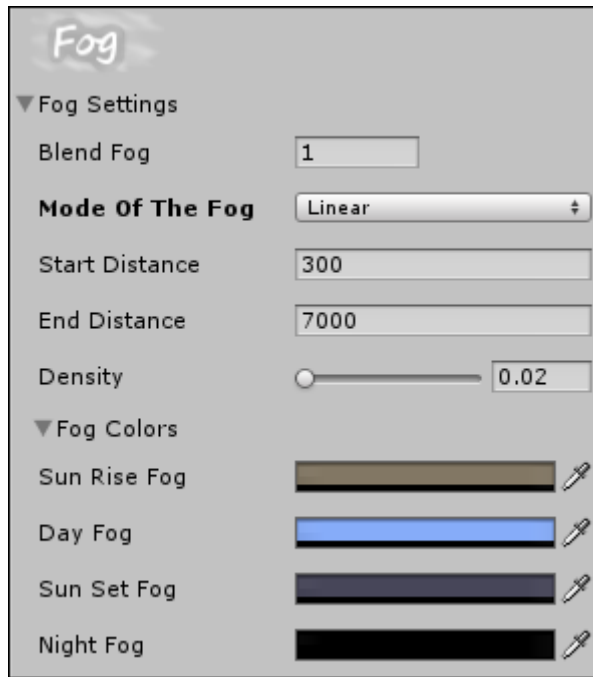 Fog
Fog Settings
Blend Fog 1
Mode Of The Fog Linear
Start Distance 300
End Distance 7000
Density 0.02
Fog Colors
Sun Rise Fog
Day Fog
Sun Set Fog
Night Fog